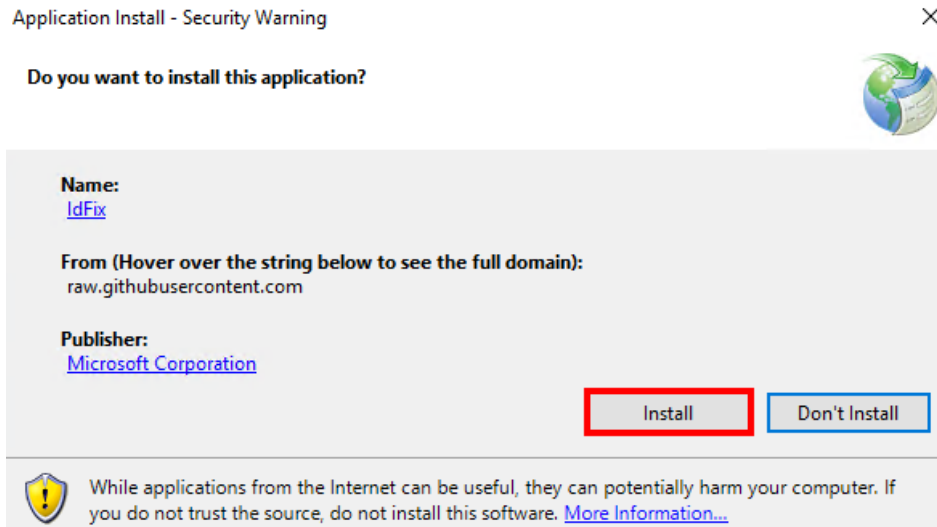 Application Install - Security Warning
Do you want to install this application?
Name:
IdFix
From (Hover over the string below to see the full domain):
raw.githubusercontent.com
Publisher:
Microsoft Corporation
Install
Don't Install
While applications from the Internet can be useful, they can potentially harm your computer. If
you do not trust the source, do not install this software. More Information...